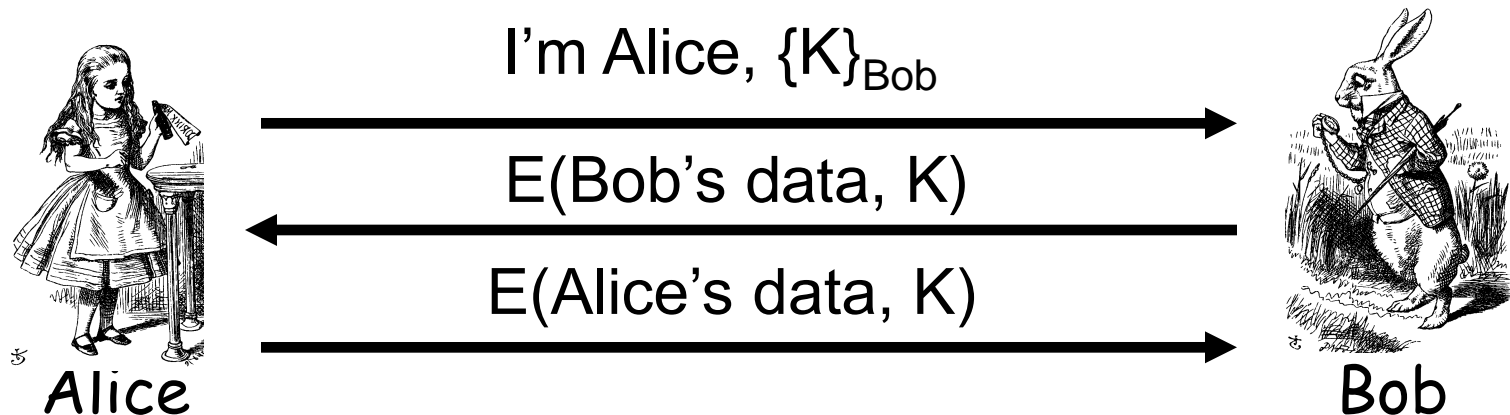 I'm Alice, {K}Bob
E(Bob's data, K)
E(Alice's data, K)
Alice
Bob